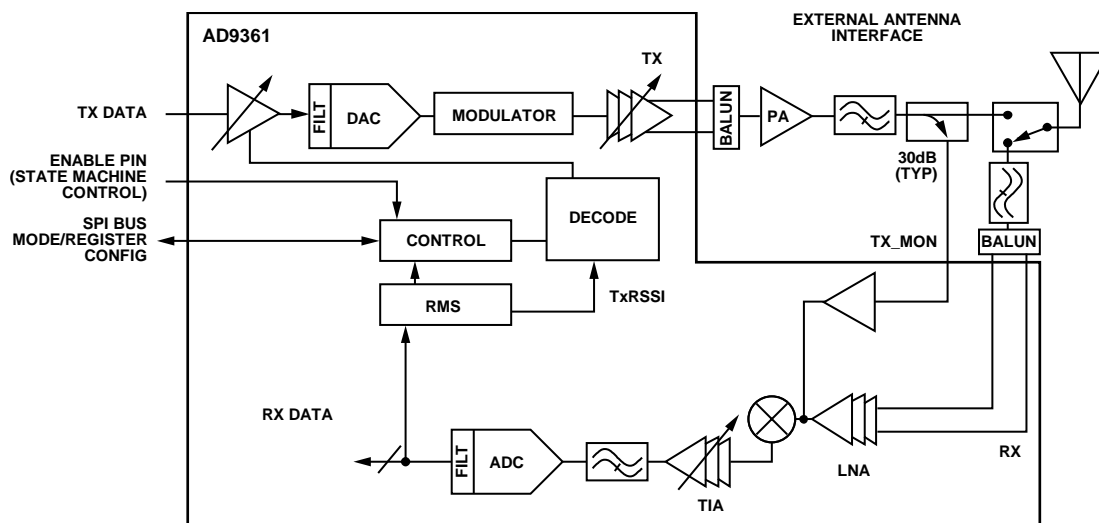 EXTERNAL ANTENNA
INTERFACE
AD9361
TX
TX DATA
FILT
DAC
MODULATOR
BALUN
PA
30dB
(TYP)
ENABLE PIN
(STATE MACHINE
CONTROL)
DECODE
SPI BUS
MODE/REGISTER
CONFIG
CONTROL
TX_MON
BALUN
RMS
TxRSSI
RX DATA
FILT
ADC
TIA
LNA
RX